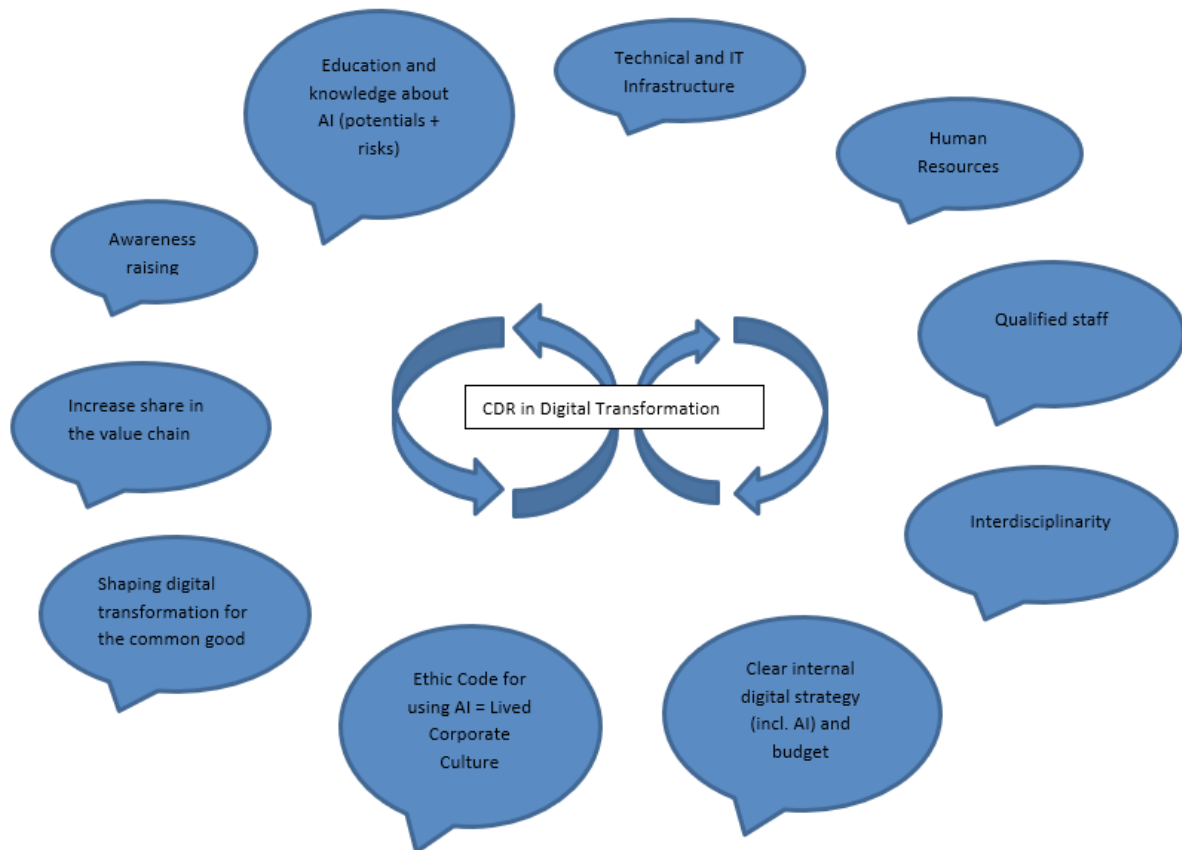 Education and
knowledge about
AI (potentials +
risks)
Technical and IT
Infrastructure
Human
Resources
Awareness
raising
Qualified staff
CDR in Digital Transformation
Increase share in
the value chain
Interdisciplinarity
Shaping digital
transformation for
the common good
Ethic Code for
using AI = Lived
Corporate
Culture
Clear internal
digital strategy
(incl. AI) and
budget